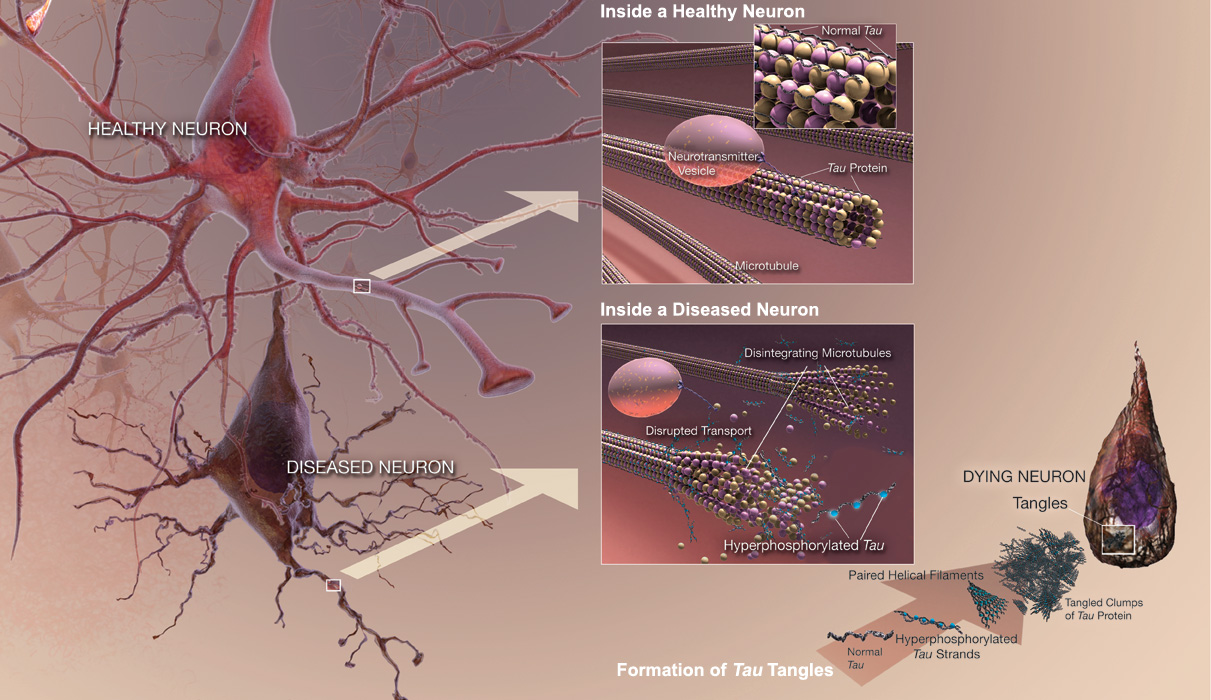 Inside a Healthy Neuron
Normal Tau
HEALTHY NEURON
Neurotransmitter
Vesicle
Tau Protein
Microtubule
Inside a Diseased Neuron
Disintegrating Microtubules
Disrupted Transport
DISEASED NEURON
Hyperphosphorylated Tau
DYING NEURON
Tangles
Paired Helical Filaments
Tangled Clumps
of Tau Protein
Hyperphosphorylated
Tau Strands
Normal
Tau
Formation of Tau Tangles